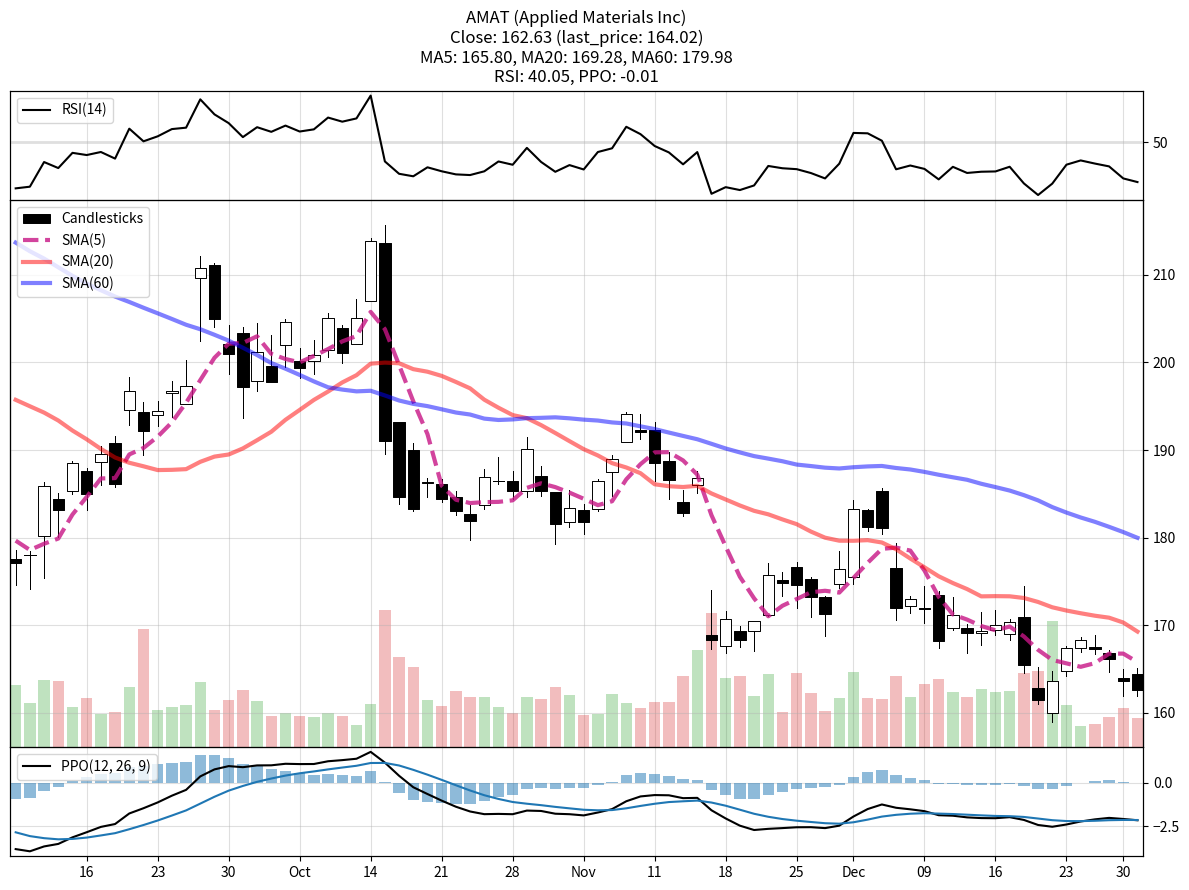 AMAT (Applied Materials Inc)
Close: 162.63 (last_price: 164.02)
MA5: 165.80, MA20: 169.28, MA60: 179.98
RSI: 40.05, PPO: -0.01
RSI(14)
50
Candlesticks
SMA(5)
SMA(20)
SMA(60)
210
200
190
180
170
160
PPO(12, 26, 9)
0.0
−2.5
16 23 30 Oct 14 21 28 Nov 11 18 25 Dec 09 16 23 30